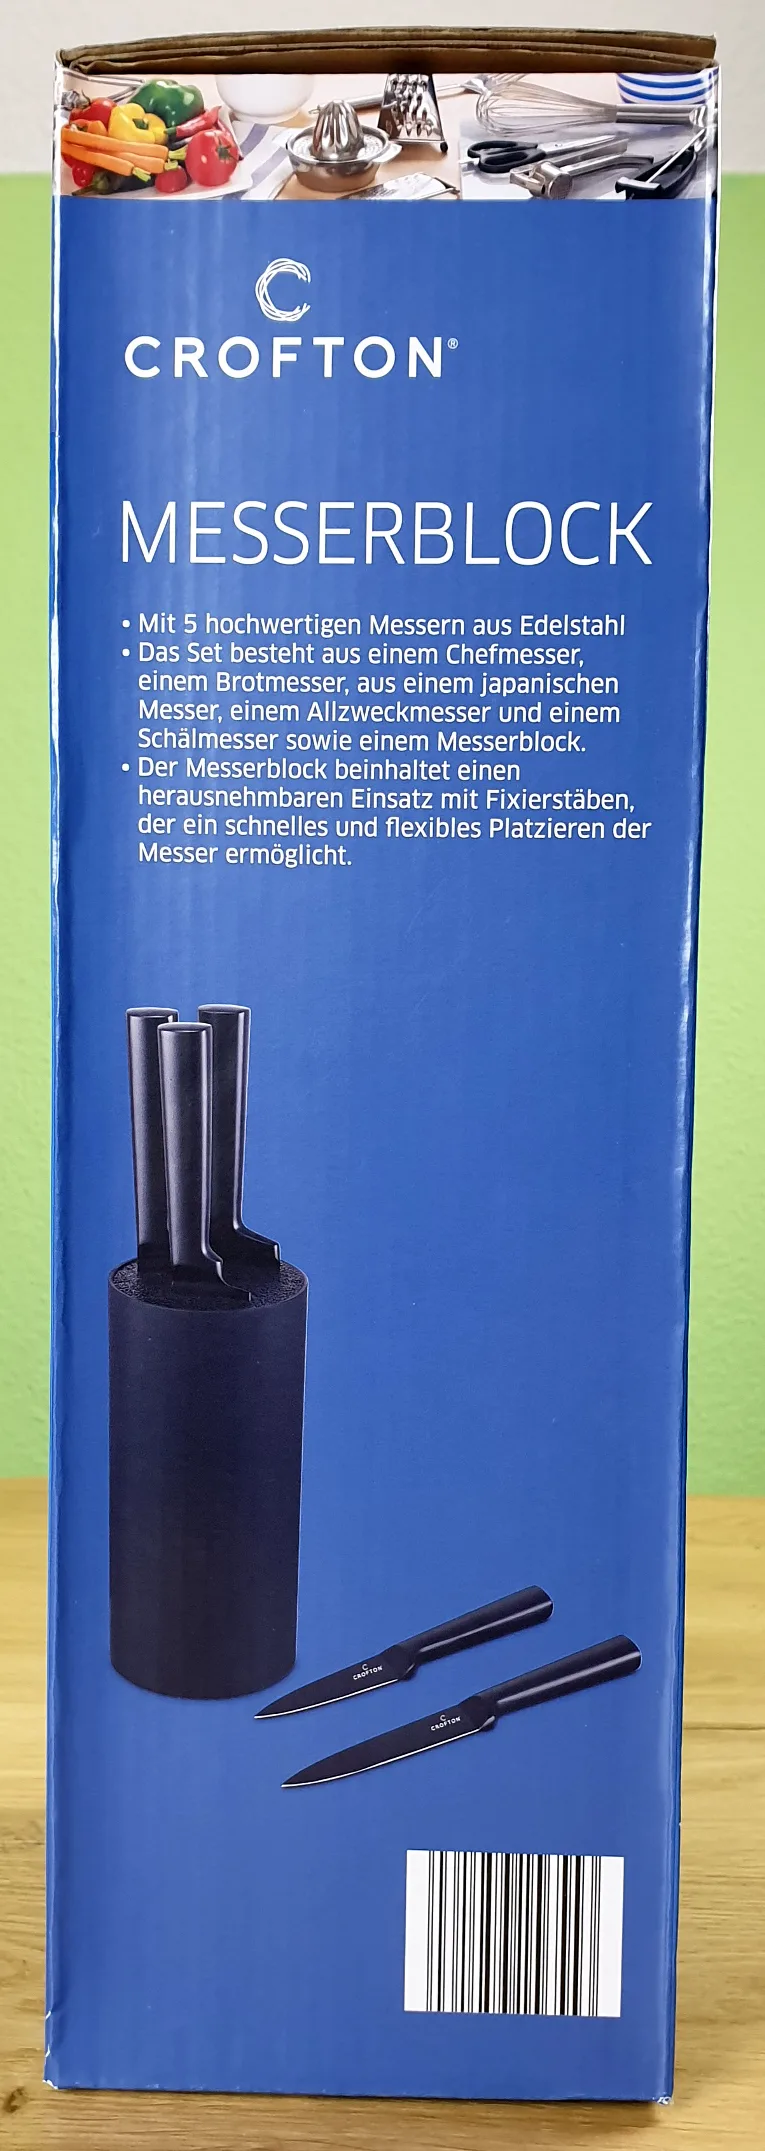 CROFTON®
MESSERBLOCK
• Mit 5 hochwertigen Messern aus Edelstahl
• Das Set besteht aus einem Chefmesser,
einem Brotmesser, aus einem japanischen
Messer, einem Allzweckmesser und einem
Schälmesser sowie einem Messerblock.
• Der Messerblock beinhaltet einen
herausnehmbaren Einsatz mit Fixierstäben,
der ein schnelles und flexibles Platzieren der
Messer ermöglicht.
CROFTON
CROFTON